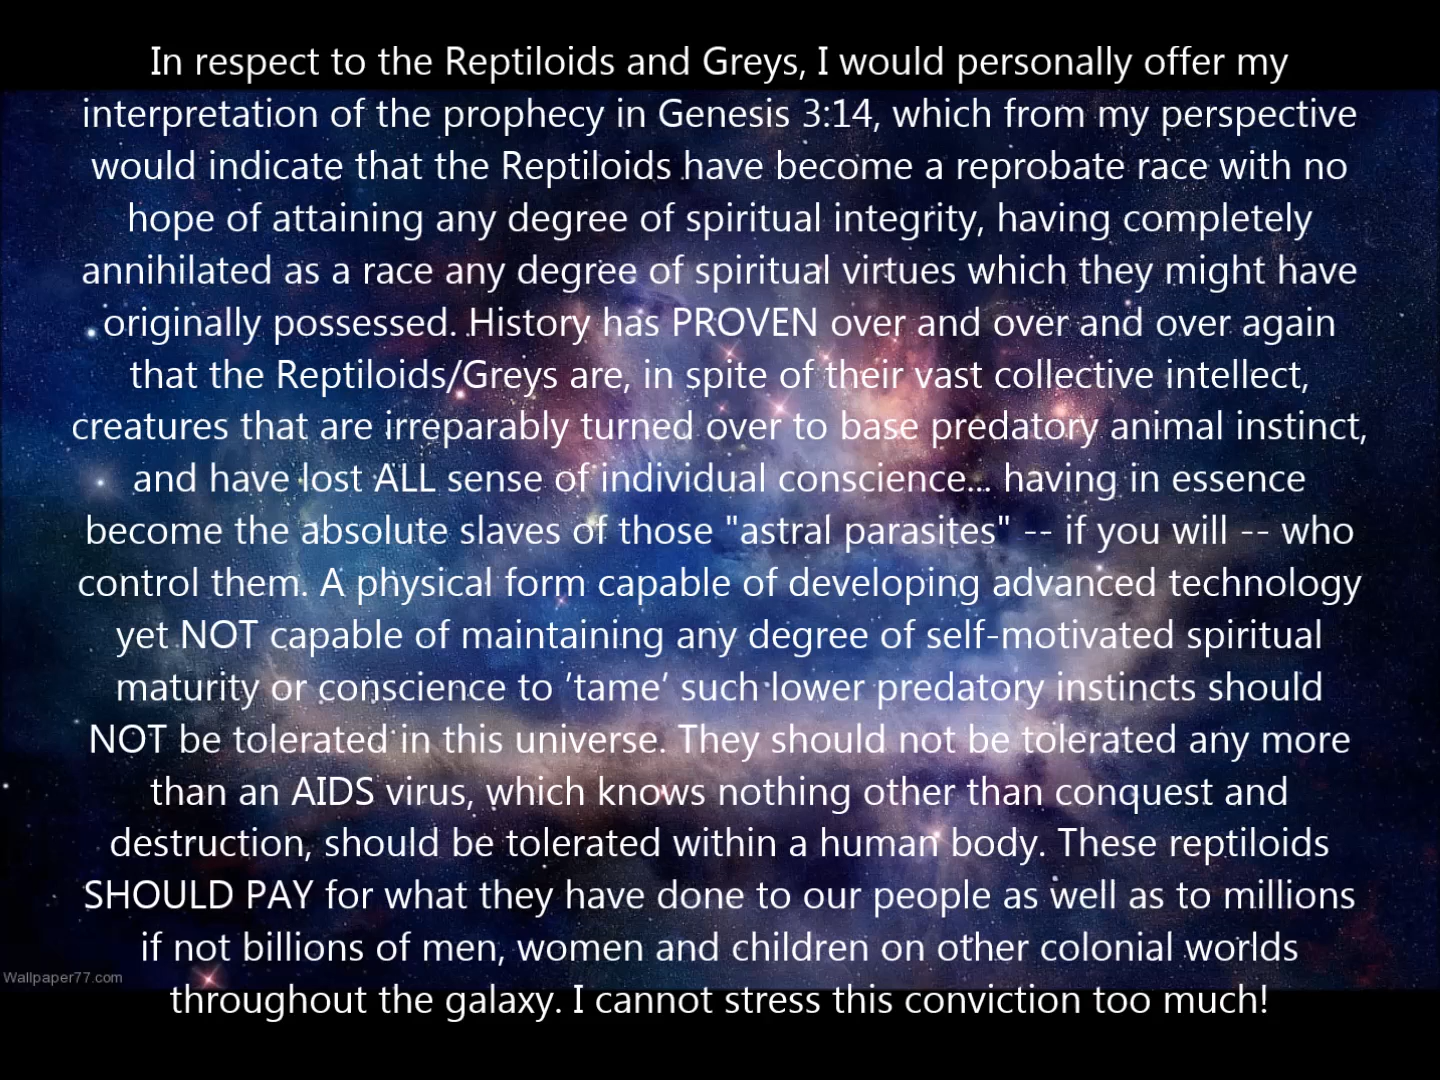 In respect to the Reptiloids and Greys, I would personally offer my
interpretation of the prophecy in Genesis 3:14, which from my perspective
would indicate that the Reptiloids have become a reprobate race with no
hope of attaining any degree of spiritual integrity, having completely
annihilated as a race any degree of spiritual virtues which they might have
originally possessed. History has PROVEN over and over and over again
that the Reptiloids/Greys are, in spite of their vast collective intellect,
creatures that are irreparably turned over to base predatory animal instinct,
and have lost ALL sense of individual conscience... having in essence
become the absolute slaves of those "astral parasites" -- if you will -- who
control them. A physical form capable of developing advanced technology
yet NOT capable of maintaining any degree of self-motivated spiritual
maturity or conscience to ’tame’ such lower predatory instincts should
NOT be tolerated in this universe. They should not be tolerated any more
than an AIDS virus, which knows nothing other than conquest and
destruction, should be tolerated within a human body. These reptiloids
SHOULD PAY for what they have done to our people as well as to millions
if not billions of men, women and children on other colonial worlds
Wallpaper77.com
throughout the galaxy. I cannot stress this conviction too much!